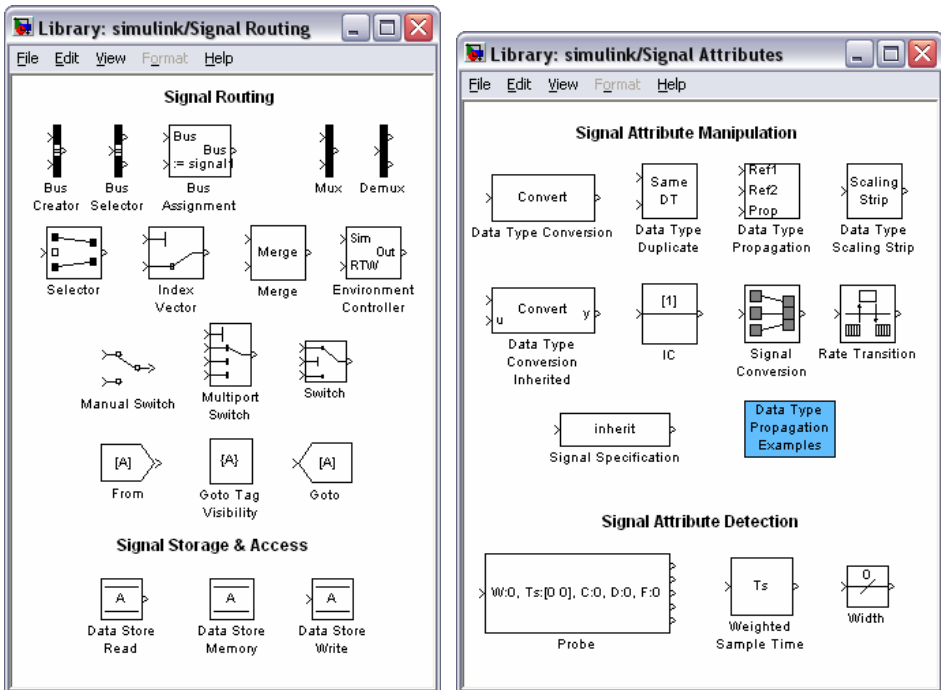 Library: simulink/Signal Routing
File Edit View Format Help
Signal Routing
Bus
Bus
:= signal1
Bus Creator
Bus Selector
Bus Assignment
Mux
Demux
Selector
Index Vector
Merge
Merge
Sim
Out
RTW
Environment Controller
Manual Switch
Multiport Switch
Switch
[A]
From
{A}
Goto Tag Visibility
[A]
Goto
Signal Storage & Access
A
Data Store Read
A
Data Store Memory
A
Data Store Write
Library: simulink/Signal Attributes
File Edit View Format Help
Signal Attribute Manipulation
Convert
Data Type Conversion
Same
DT
Data Type Duplicate
Ref1
Ref2
Prop
Data Type Propagation
Scaling
Strip
Data Type Scaling Strip
Convert
u
y
Data Type Conversion Inherited
[1]
IC
Signal Conversion
Rate Transition
inherit
Signal Specification
Data Type
Propagation
Examples
Signal Attribute Detection
W:0, Ts:[0 0], C:0, D:0, F:0
Probe
Ts
Weighted Sample Time
0
Width